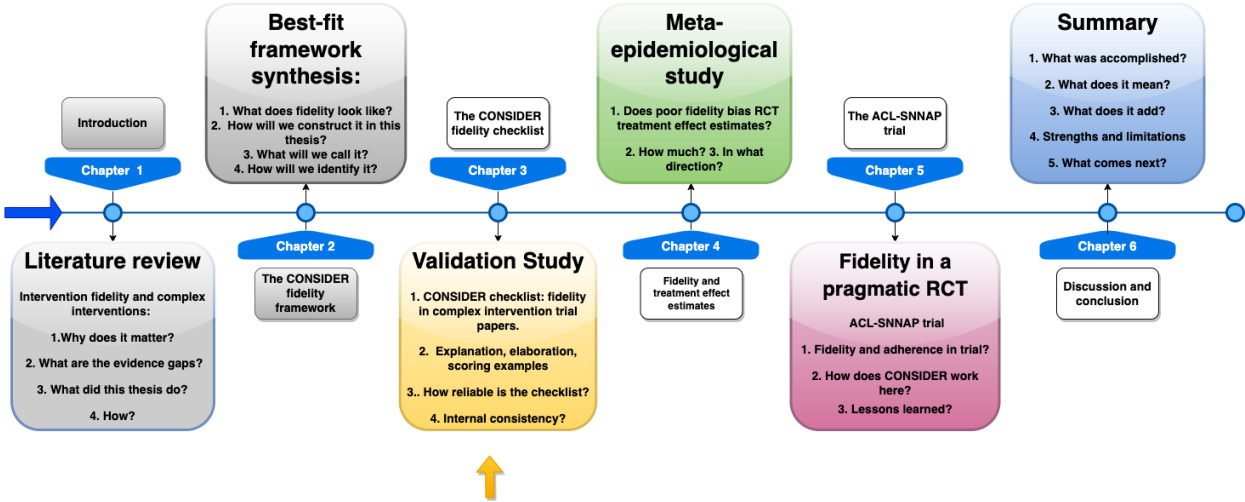 Best-fit
framework
synthesis:
1. What does fidelity look like?
2. How will we construct it in this
thesis?
3. What will we call it?
4. How will we identify it?
Meta-
epidemiological
study
1. Does poor fidelity bias RCT
treatment effect estimates?
2. How much? 3. In what
direction?
Summary
1. What was accomplished?
2. What does it mean?
3. What does it add?
4. Strengths and limitations
5. What comes next?
Introduction
Chapter 1
The CONSIDER
fidelity checklist
Chapter 3
The ACL-SNNAP
trial
Chapter 5
Literature review
Intervention fidelity and complex
interventions:
1.Why does it matter?
2. What are the evidence gaps?
3. What did this thesis do?
4. How?
Chapter 2
The CONSIDER
fidelity
framework
Validation Study
1. CONSIDER checklist: fidelity
in complex intervention trial
papers.
2. Explanation, elaboration,
scoring examples
3.. How reliable is the checklist?
4. Internal consistency?
Chapter 4
Fidelity and
treatment effect
estimates
Fidelity in a
pragmatic RCT
ACL-SNNAP trial
1. Fidelity and adherence in trial?
2. How does CONSIDER work
here?
3. Lessons learned?
Chapter 6
Discussion and
conclusion